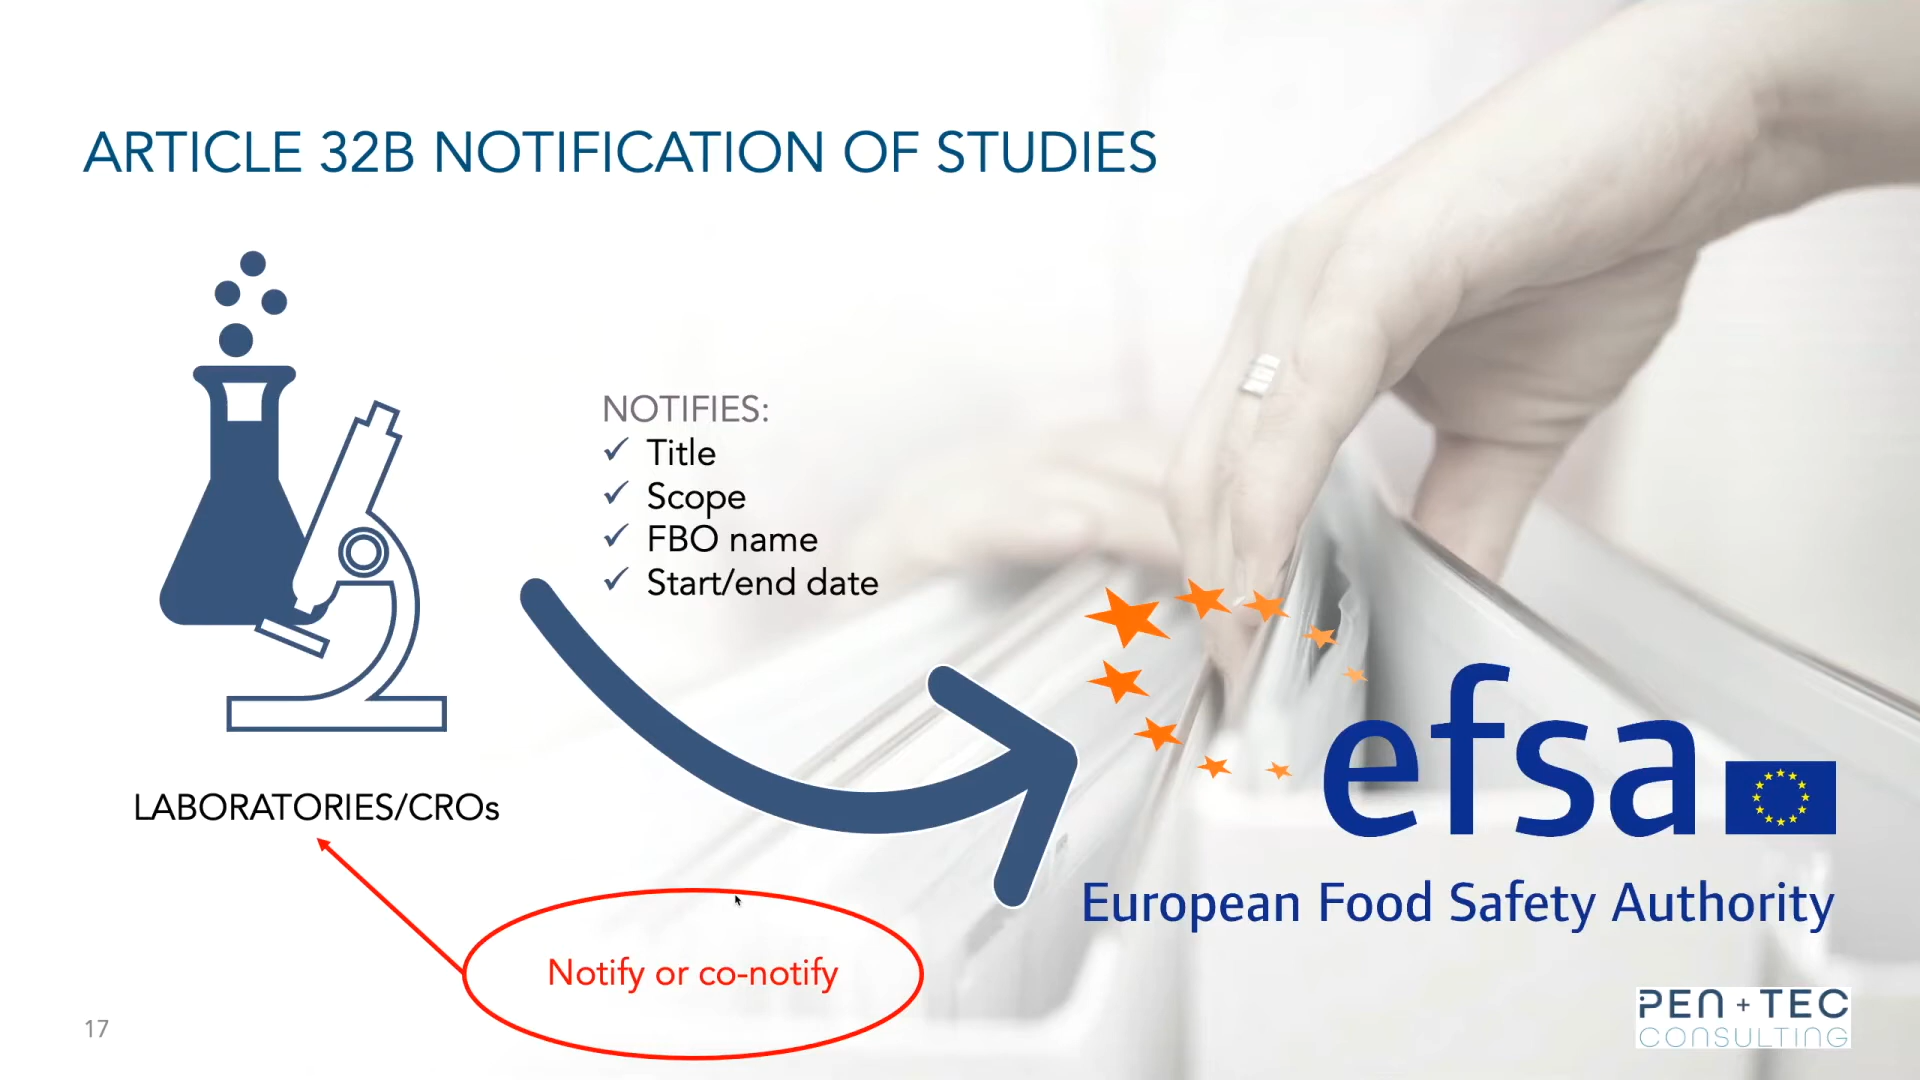 ARTICLE 32B NOTIFICATION OF STUDIES
NOTIFIES:
✓ Title
✓ Scope
✓ FBO name
✓ Start/end date
LABORATORIES/CROs
Notify or co-notify
efsa
European Food Safety Authority
PEN + TEC
CONSULTING
17